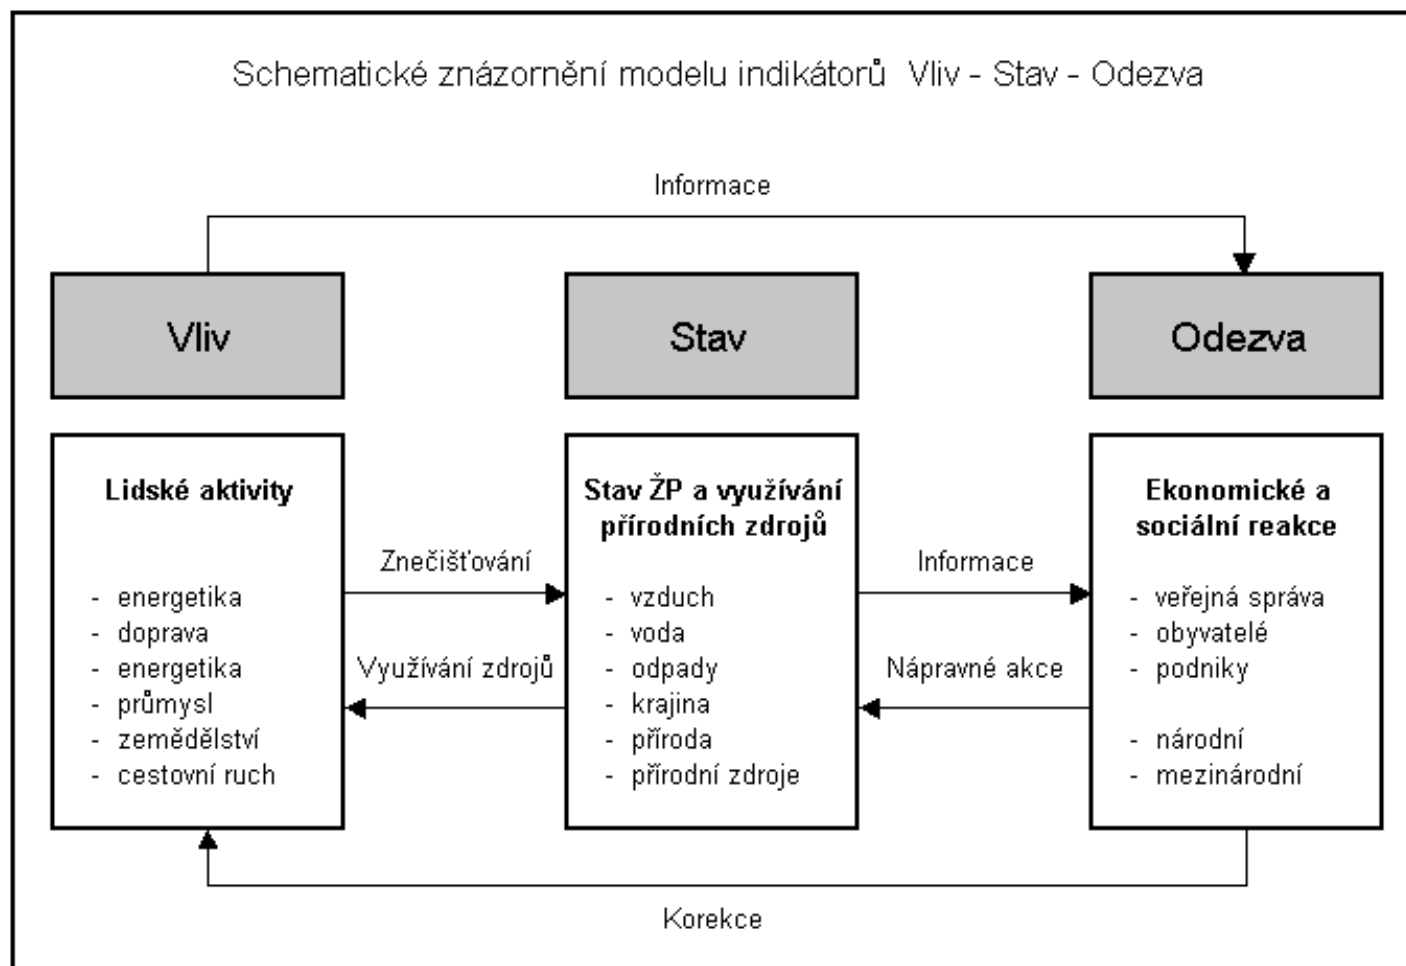 Schematické znázornění modelu indikátorů Vliv - Stav - Odezva
Informace
Vliv
Stav
Odezva
Lidské aktivity
- energetika
- doprava
- energetika
- průmysl
- zemědělství
- cestovní ruch
Znečišťování
Využívání zdrojů
Stav ŽP a využívání
přírodních zdrojů
- vzduch
- voda
- odpady
- krajina
- příroda
- přírodní zdroje
Informace
Nápravné akce
Ekonomické a
sociální reakce
- veřejná správa
- obyvatelé
- podniky
- národní
- mezinárodní
Korekce